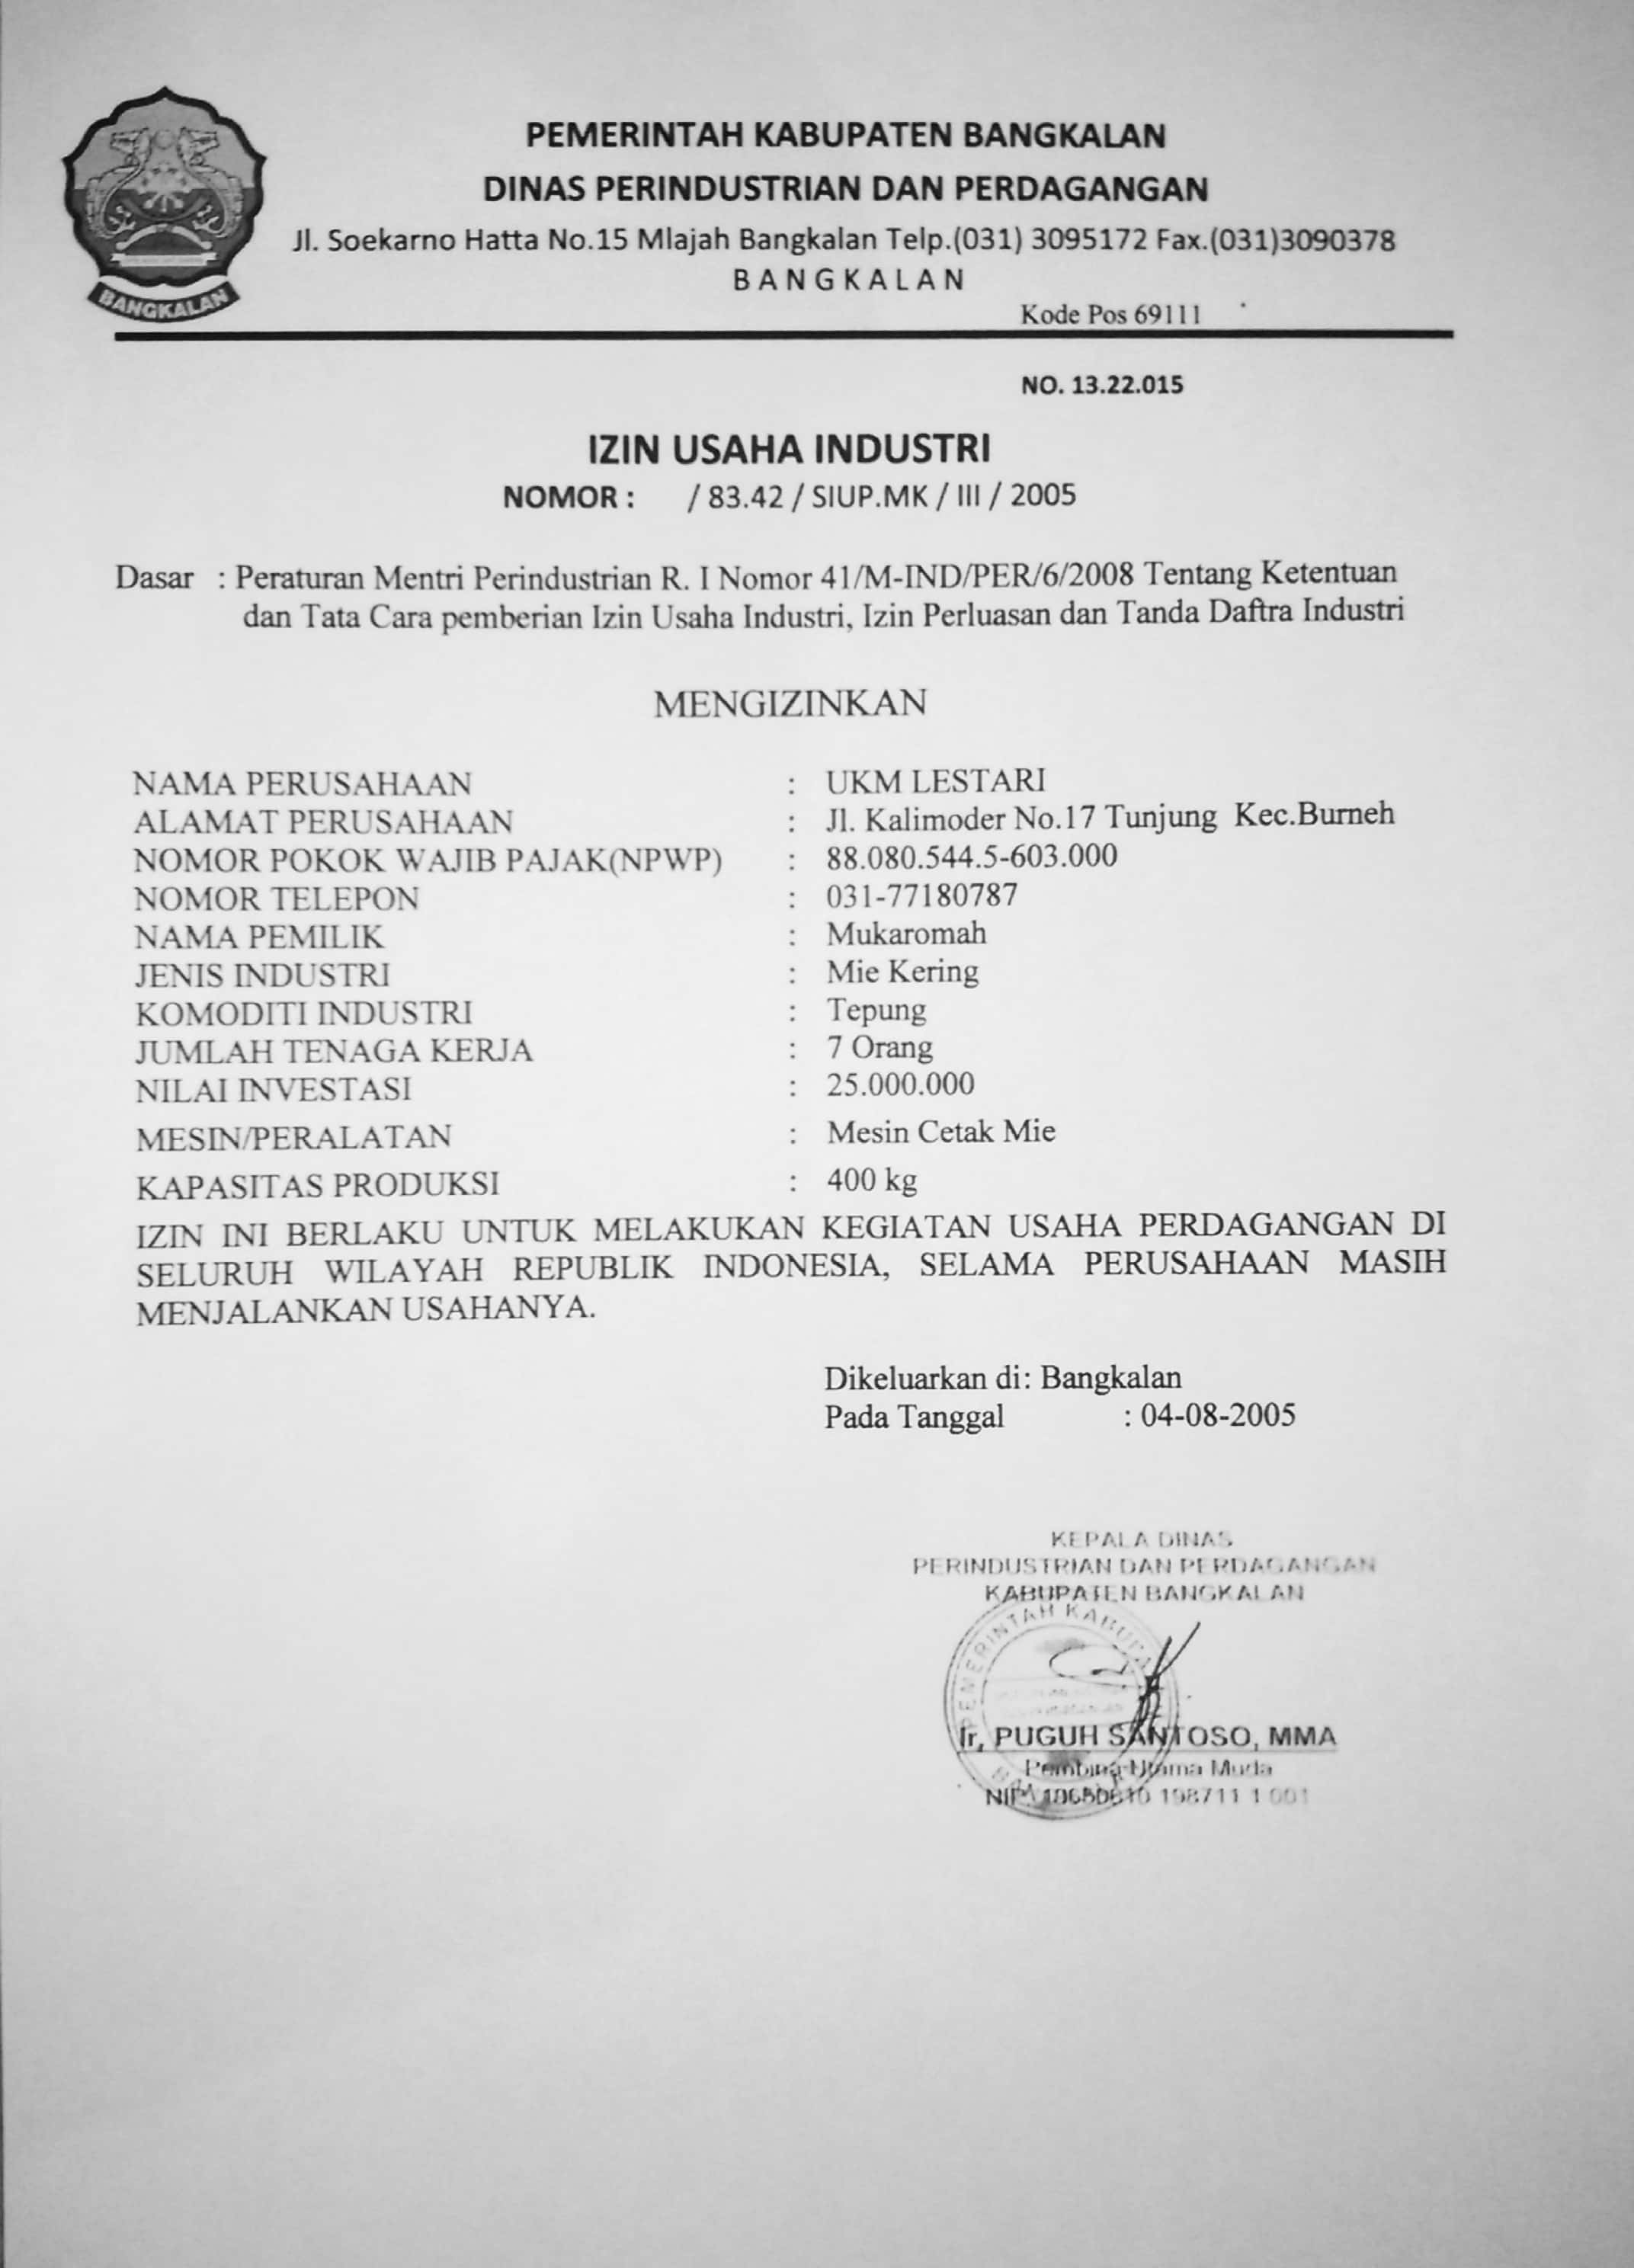 PEMERINTAH KABUPATEN BANGKALAN
DINAS PERINDUSTRIAN DAN PERDAGANGAN
Jl. Soekarno Hatta No.15 Mlajah Bangkalan Telp.(031) 3095172 Fax.(031)3090378
BANGKALAN
BANGKALAN
Kode Pos 69111
NO. 13.22.015
IZIN USAHA INDUSTRI
NOMOR : / 83.42 / SIUP.MK / III / 2005
Dasar : Peraturan Mentri Perindustrian R. I Nomor 41/M-IND/PER/6/2008 Tentang Ketentuan
dan Tata Cara pemberian Izin Usaha Industri, Izin Perluasan dan Tanda Daftra Industri
MENGIZINKAN
NAMA PERUSAHAAN : UKM LESTARI
ALAMAT PERUSAHAAN : Jl. Kalimoder No.17 Tunjung Kec.Burneh
NOMOR POKOK WAJIB PAJAK(NPWP) : 88.080.544.5-603.000
NOMOR TELEPON : 031-77180787
NAMA PEMILIK : Mukaromah
JENIS INDUSTRI : Mie Kering
KOMODITI INDUSTRI : Tepung
JUMLAH TENAGA KERJA : 7 Orang
NILAI INVESTASI : 25.000.000
MESIN/PERALATAN : Mesin Cetak Mie
KAPASITAS PRODUKSI : 400 kg
IZIN INI BERLAKU UNTUK MELAKUKAN KEGIATAN USAHA PERDAGANGAN DI
SELURUH WILAYAH REPUBLIK INDONESIA, SELAMA PERUSAHAAN MASIH
MENJALANKAN USAHANYA.
Dikeluarkan di: Bangkalan
Pada Tanggal : 04-08-2005
KEPALA DINAS
PERINDUSTRIAN DAN PERDAGANGAN
KABUPATEN BANGKALAN
PEMERINTAH
Ir, PUGUH SANTOSO, MMA
Pembina Utama Muda
NIP. 198711 1 001